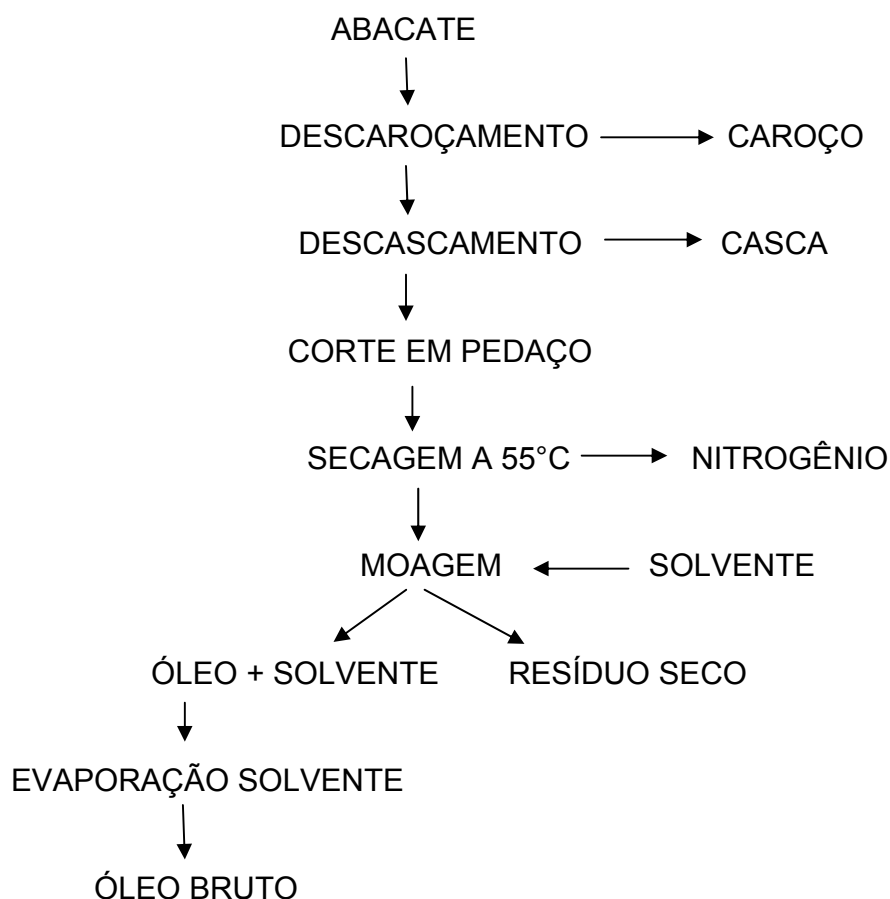 ABACATE
DESCAROÇAMENTO CAROÇO
DESCASCAMENTO CASCA
CORTE EM PEDAÇO
SECAGEM A 55°C NITROGÊNIO
MOAGEM SOLVENTE
ÓLEO + SOLVENTE RESÍDUO SECO
EVAPORAÇÃO SOLVENTE
ÓLEO BRUTO